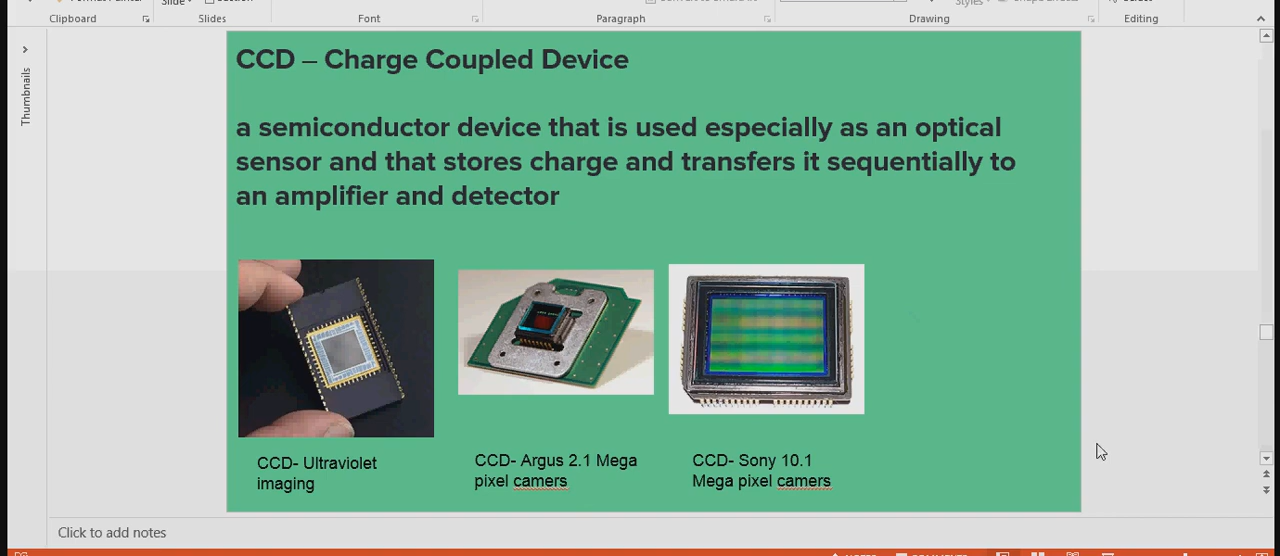 Clipboard
Slides
Font
Paragraph
Drawing
Editing
Thumbnails
CCD – Charge Coupled Device
a semiconductor device that is used especially as an optical
sensor and that stores charge and transfers it sequentially to
an amplifier and detector
CCD- Ultraviolet
imaging
CCD- Argus 2.1 Mega
pixel camers
CCD- Sony 10.1
Mega pixel camers
Click to add notes